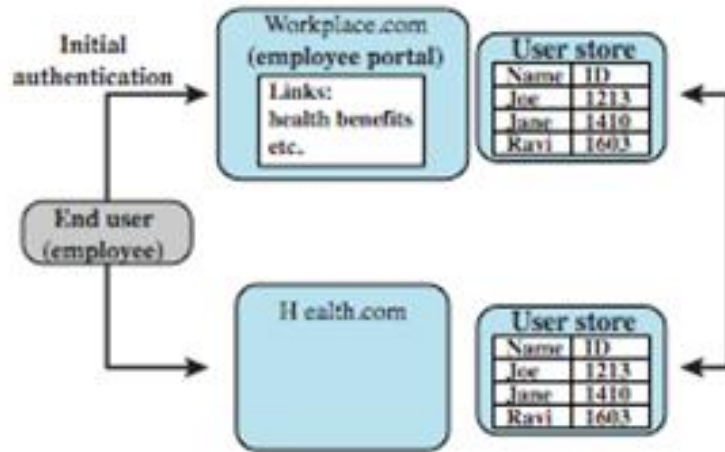 Initial
authentication
Workplace.com
(employee portal)
Links:
health benefits
etc.
User store
Name ID
Joe 1213
Jane 1410
Ravi 1603
End user
(employee)
H ealth.com
User store
Name ID
Joe 1213
Jane 1410
Ravi 1603